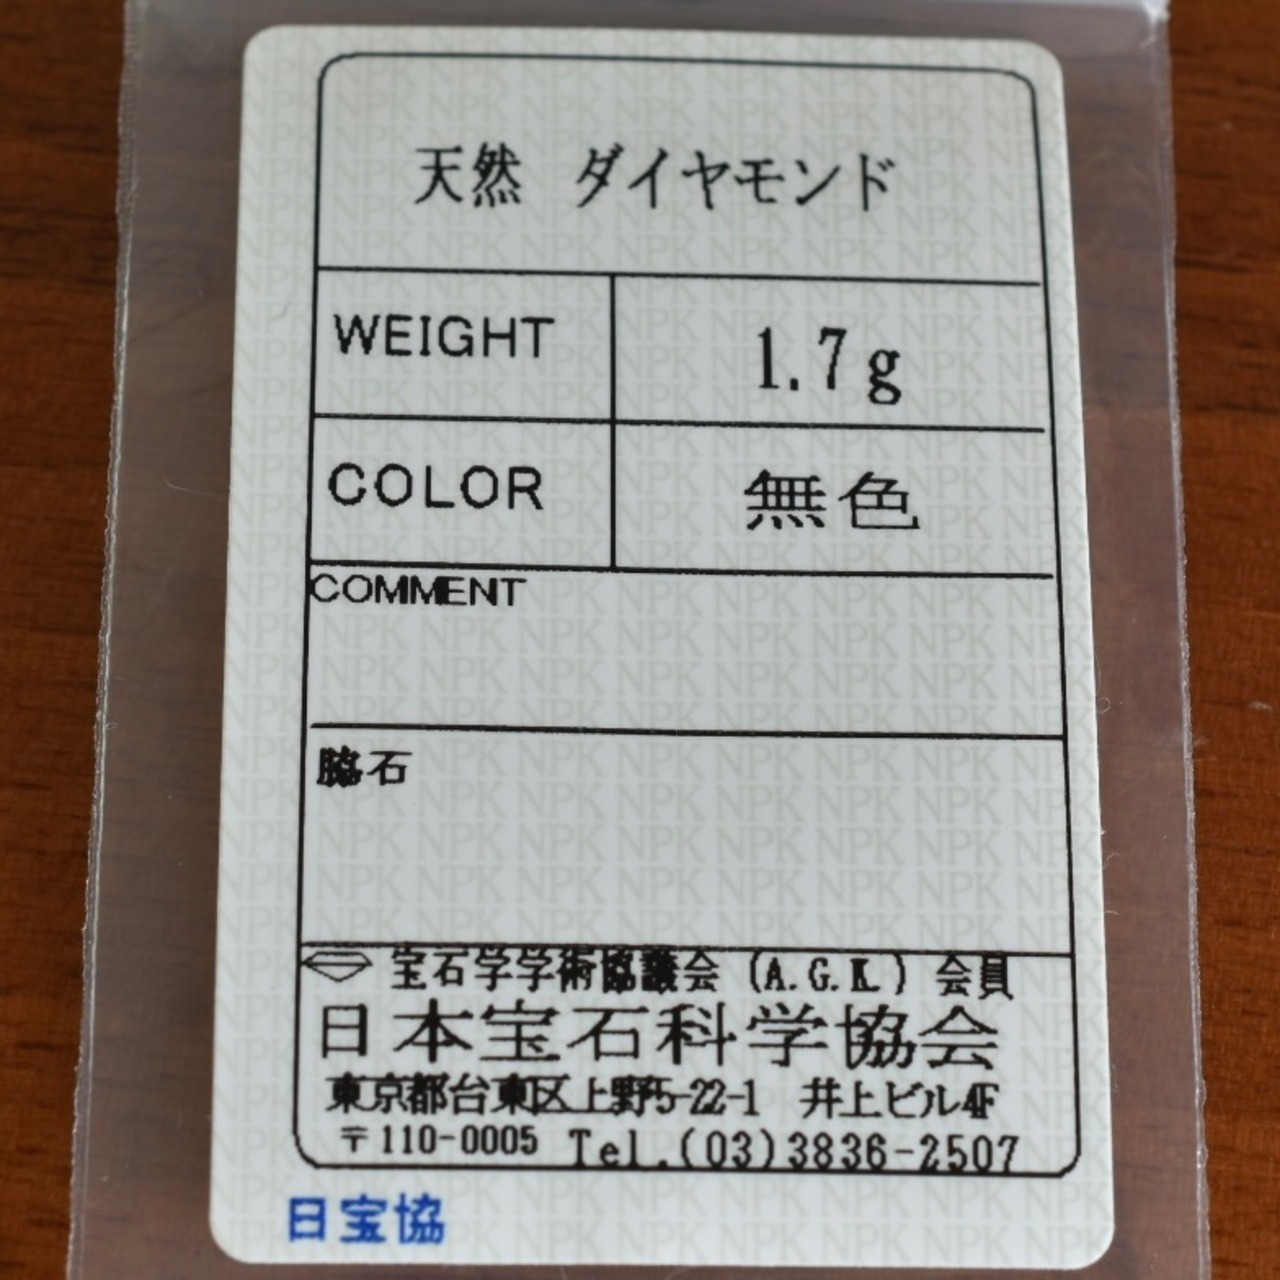 天然 ダイヤモンド
WEIGHT 1.7g
COLOR 無色
COMMENT
脇石
宝石学学術協議会 (A.G.K.) 会員
日本宝石科学協会
東京都台東区上野5-22-1 井上ビル4F
〒110-0005 Tel.(03)3836-2507
日宝協